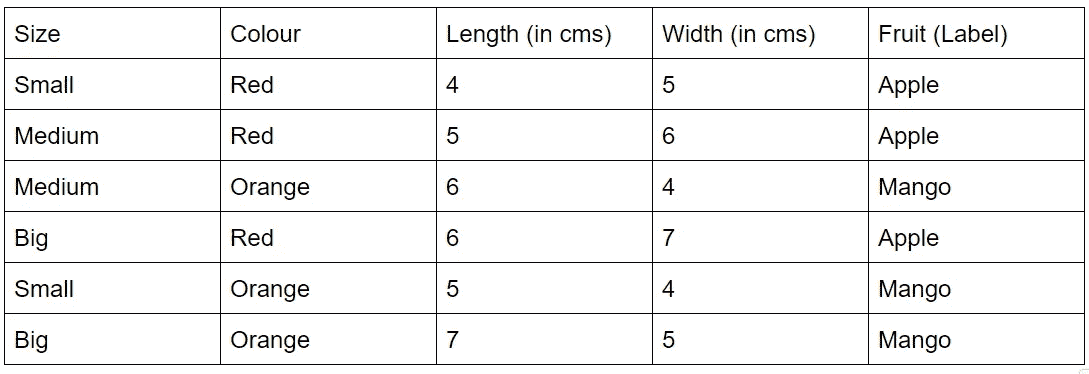 Size Colour Length (in cms) Width (in cms) Fruit (Label)
Small Red 4 5 Apple
Medium Red 5 6 Apple
Medium Orange 6 4 Mango
Big Red 6 7 Apple
Small Orange 5 4 Mango
Big Orange 7 5 Mango